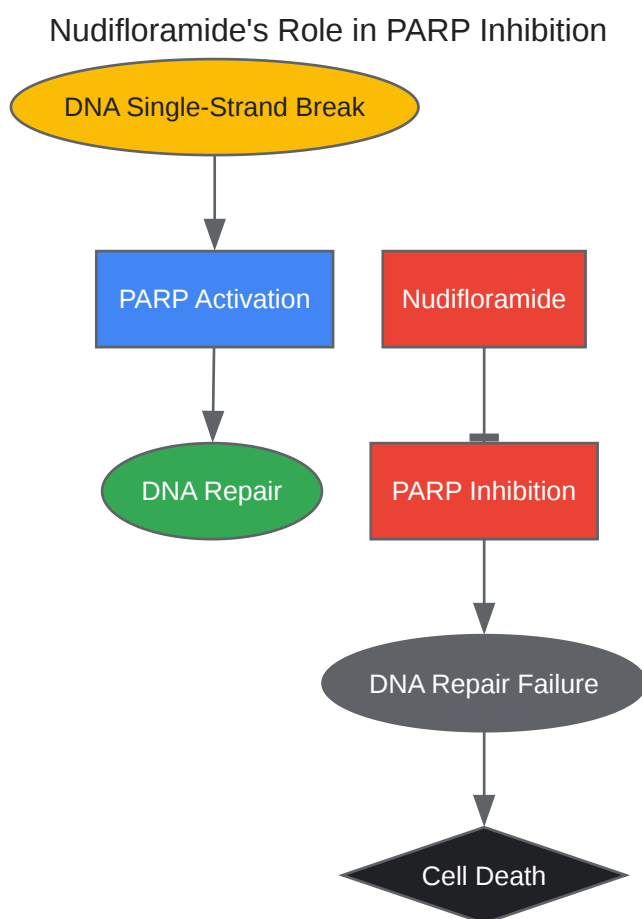 Nudifloramide's Role in PARP Inhibition
DNA Single-Strand Break
PARP Activation
Nudifloramide
DNA Repair
PARP Inhibition
DNA Repair Failure
Cell Death